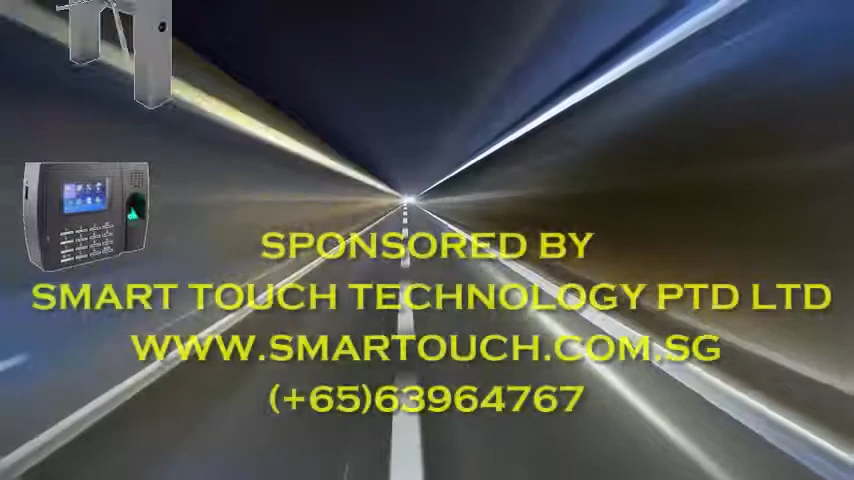 SPONSORED BY
SMART TOUCH TECHNOLOGY PTD LTD
WWW.SMARTOUCH.COM.SG
(+65)63964767